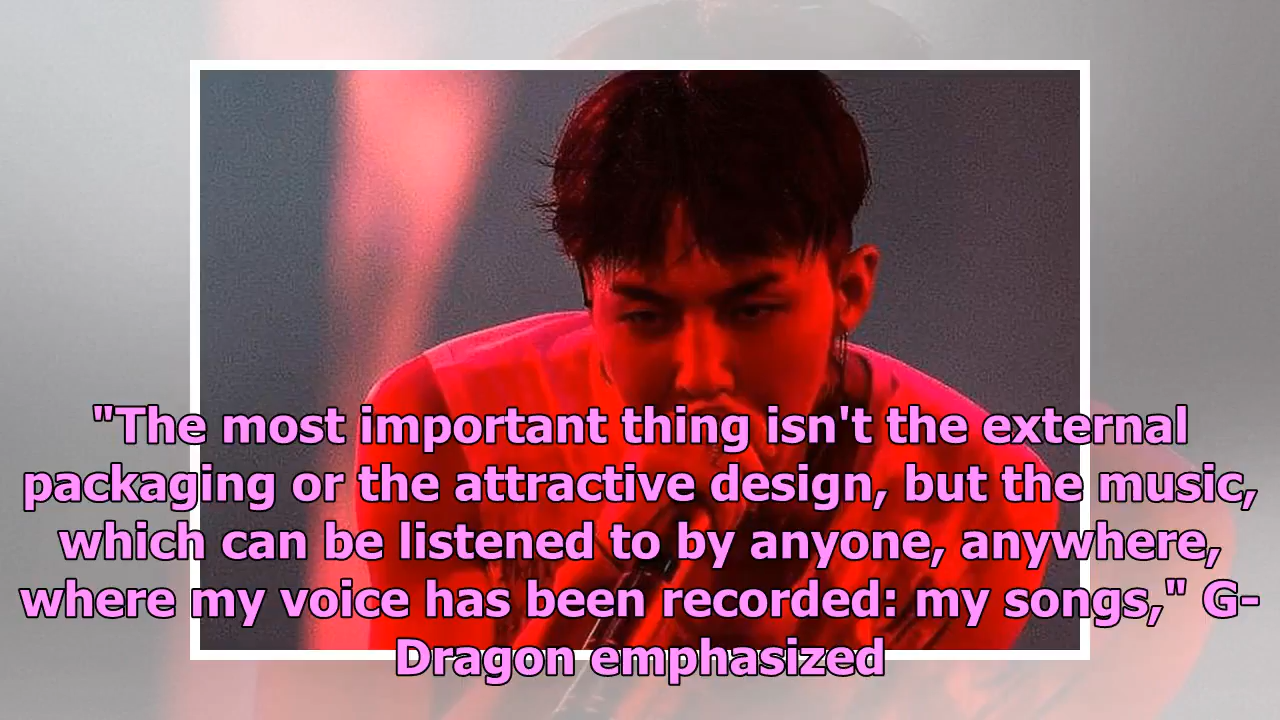 "The most important thing isn't the external
packaging or the attractive design, but the music,
which can be listened to by anyone, anywhere,
where my voice has been recorded: my songs," G-
Dragon emphasized